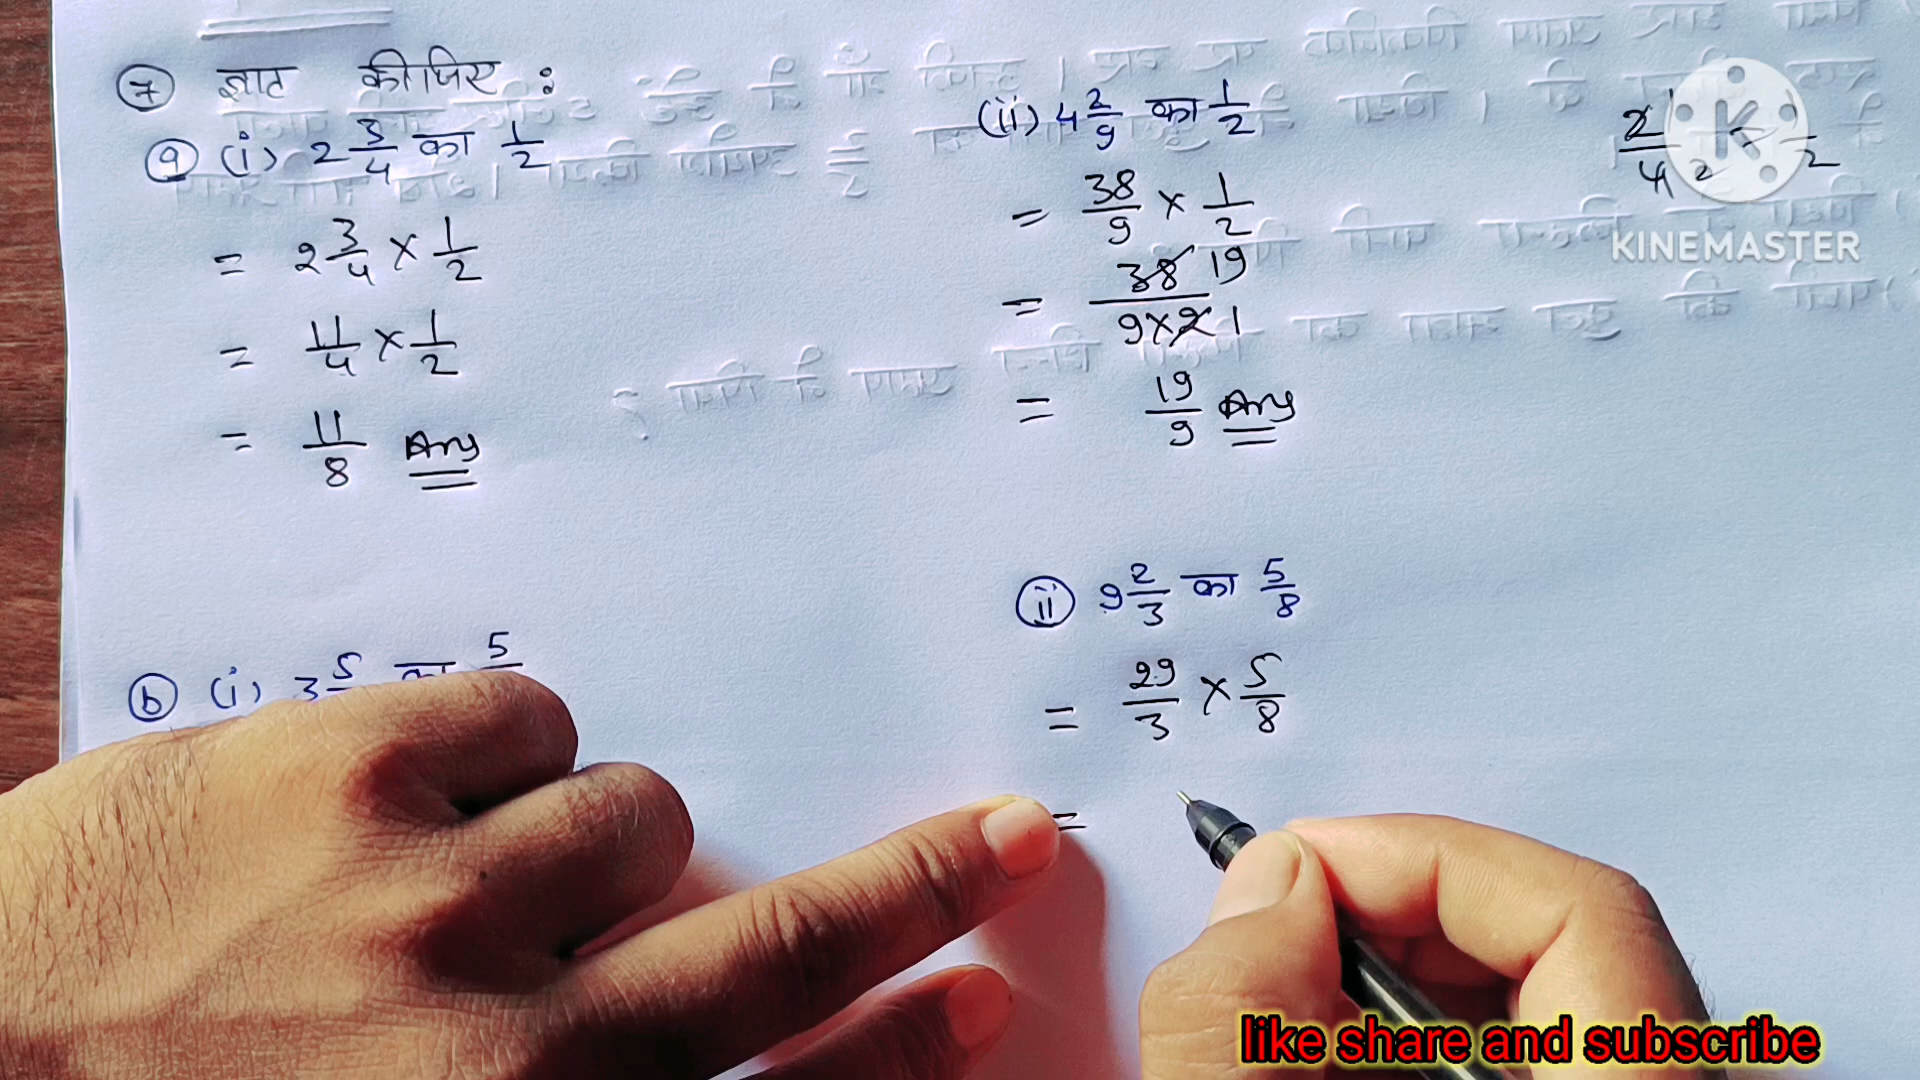 7 ज्ञात कीजिए :
a (i) 2 3/4 का 1/2
= 2 3/4 × 1/2
= 11/4 × 1/2
= 11/8 Ans
(ii) 4 2/9 का 1/2
= 38/9 × 1/2
= 38 19 / 9×2 1
= 19/9 Ans
b (i) 3 5 का 5
ii 9 2/3 का 5/8
= 29/3 × 5/8
=
K
KINEMASTER
like share and subscribe